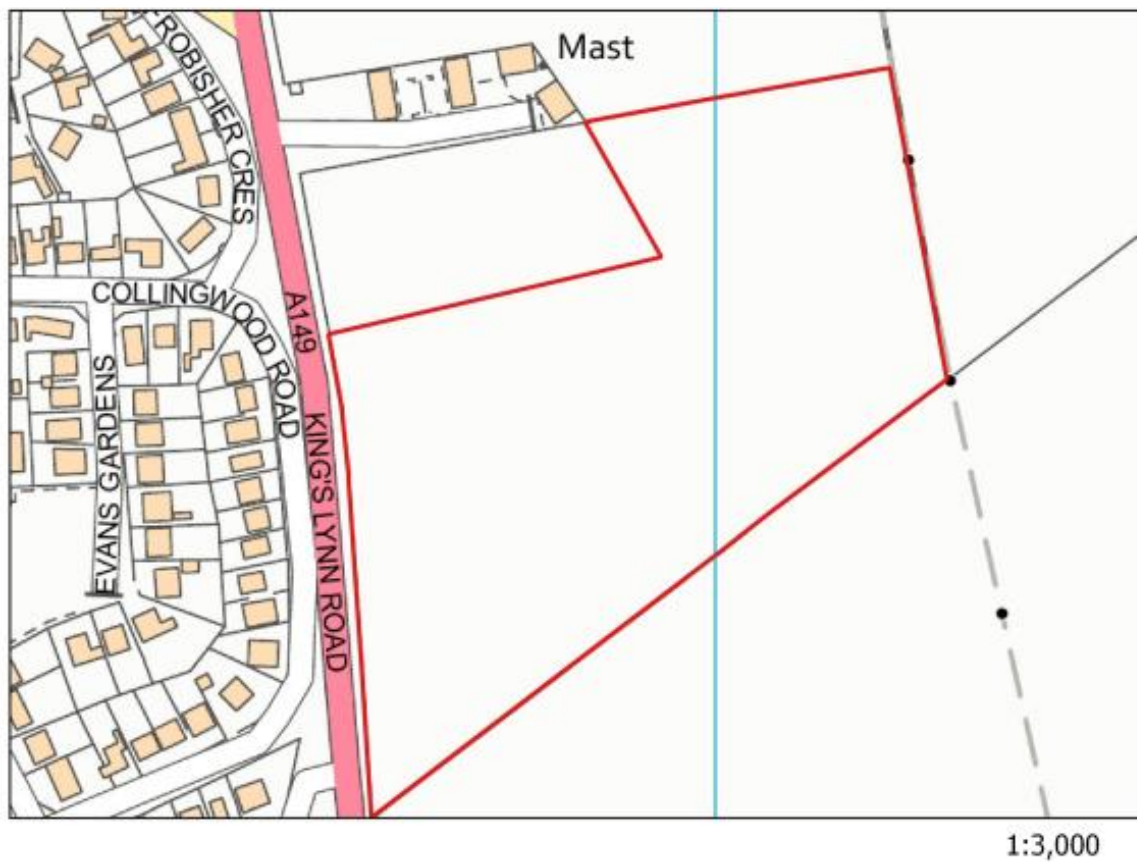 FROBISHER CRES
Mast
COLLINGWOOD ROAD
A149
KING'S LYNN ROAD
EVANS GARDENS
1:3,000